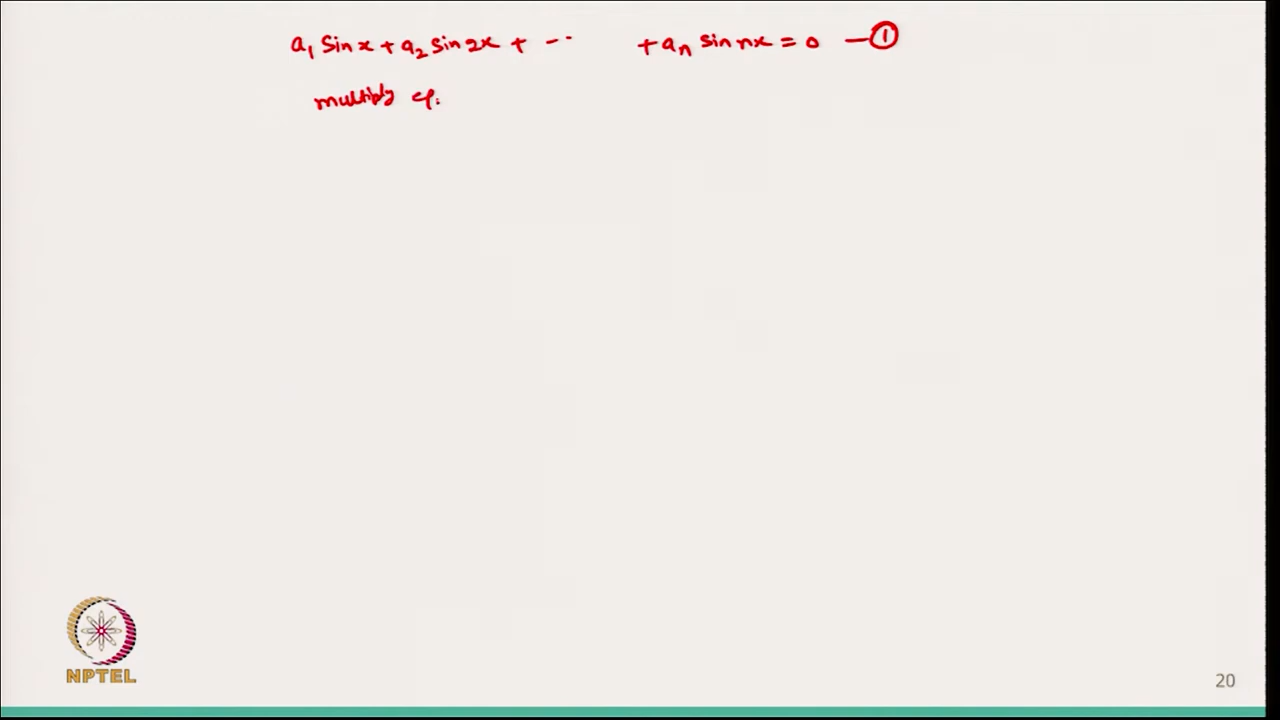 a₁ Sin x + a₂ Sin 2x + --- + aₙ sin nx = 0 — ①
multiply eq.
NPTEL
20